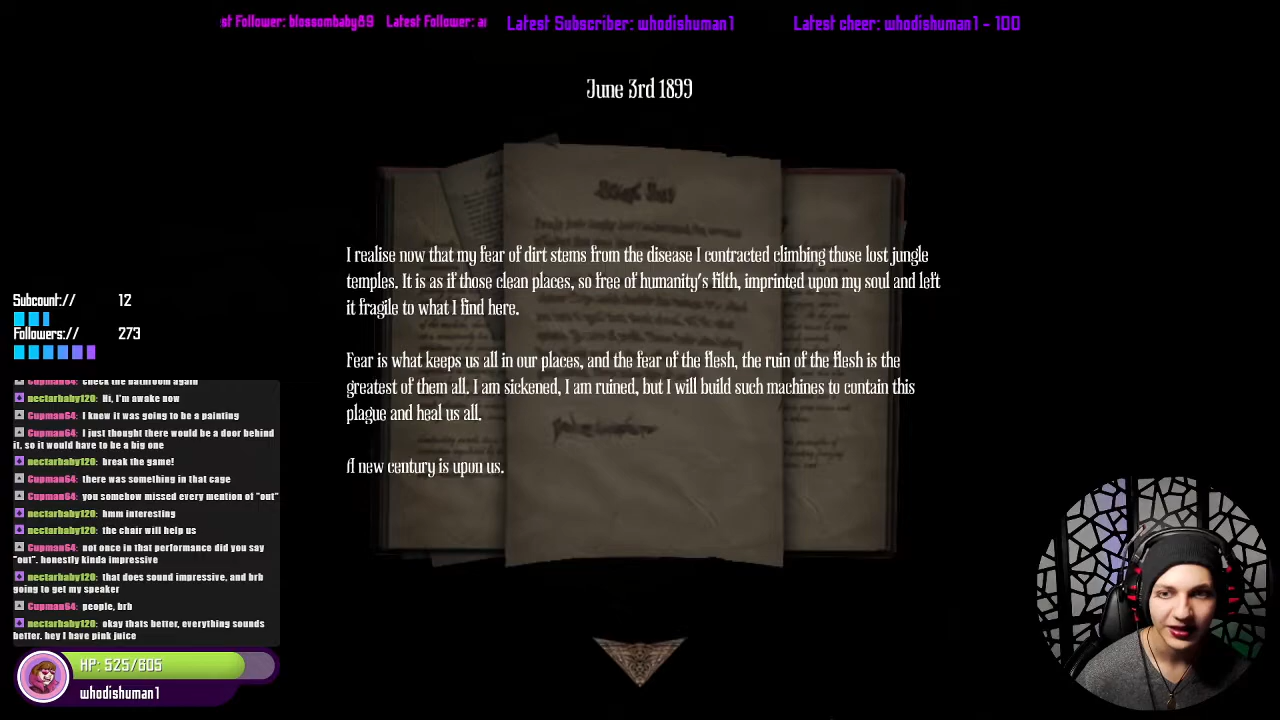 st Follower: blossombaby89 Latest Follower: a
Latest Subscriber: whodishuman1
Latest cheer: whodishuman1 - 100
June 3rd 1899
I realise now that my fear of dirt stems from the disease I contracted climbing those lost jungle
temples. It is as if those clean places, so free of humanity's filth, imprinted upon my soul and left
it fragile to what I find here.
Fear is what keeps us all in our places, and the fear of the flesh, the ruin of the flesh is the
greatest of them all. I am sickened, I am ruined, but I will build such machines to contain this
plague and heal us all.
A new century is upon us.
Subcount:// 12
Followers:// 273
Cupman64: check the bathroom again
nectarbaby120: Hi, I'm awake now
Cupman64: I knew it was going to be a painting
Cupman64: I just thought there would be a door behind
it, so it would have to be a big one
nectarbaby120: break the game!
Cupman64: there was something in that cage
Cupman64: you somehow missed every mention of "out"
nectarbaby120: hmm interesting
nectarbaby120: the chair will help us
Cupman64: not once in that performance did you say
"out". honestly kinda impressive
nectarbaby120: that does sound impressive, and brb
going to get my speaker
Cupman64: people, brb
nectarbaby120: okay thats better, everything sounds
better. hey I have pink juice
HP: 525/605
whodishuman1